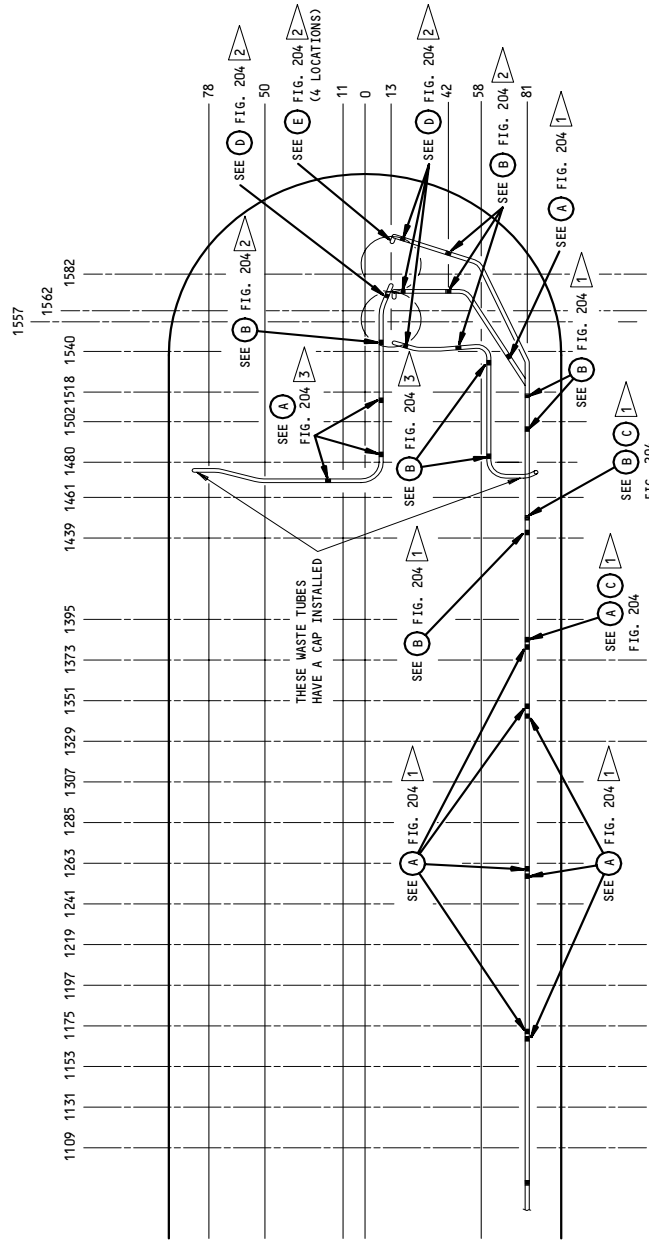 1557
1562
1582
1540
1518
1502
1480
1461
1439
1395
1373
1351
1329
1307
1285
1263
1241
1219
1197
1175
1153
1131
1109
78
50
11
0
13
42
58
81
SEE D FIG. 204 2
SEE E FIG. 204 2
(4 LOCATIONS)
SEE D FIG. 204 2
SEE B FIG. 204 2
SEE A FIG. 204 1
SEE B FIG. 204 2
SEE A
FIG. 204 3
SEE B FIG. 204 3
SEE B
FIG. 204 1
SEE B C 1
FIG. 204
THESE WASTE TUBES
HAVE A CAP INSTALLED
SEE B FIG. 204 1
SEE A C 1
FIG. 204
SEE A FIG. 204 1
SEE A FIG. 204 1